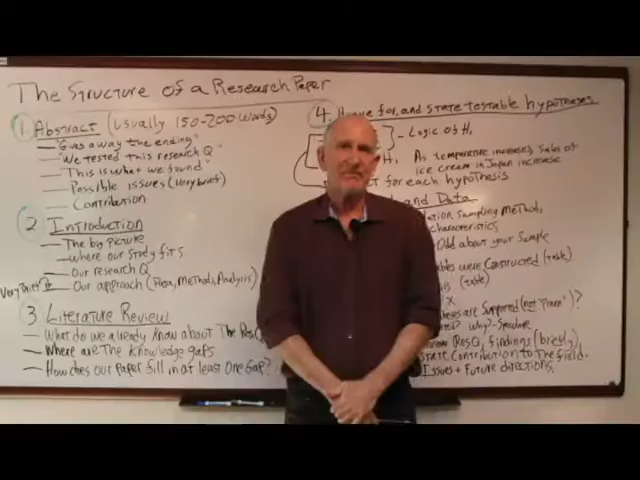 The Structure of a Research Paper
1 Abstract (usually 150-200 words)
— "Gives away the ending"
— "We tested this research Q"
— "This is what we found"
— Possible issues (very brief)
— Contribution
2 Introduction
— The big picture
— Where our study fits
— Our research Q
— Our approach (Data, Methods, Analysis)
Very Brief
3 Literature Review
— What do we already know about The Res
— Where are The Knowledge gaps
— How does our paper fill in at least One Gap?
4 for, and state testable hypotheses
— Logic of H₁
H₁ As temperature increases, sales of
ice cream in Japan increase
for each hypothesis
and Data
Sampling Methods,
characteristics
Odd about your Sample
were Constructed (Table)
(table)
are Supported (not "Proven")?
Why? - Speculate
ResQ, findings (briefly)
State Contribution to The field.
Issues + Future directions.